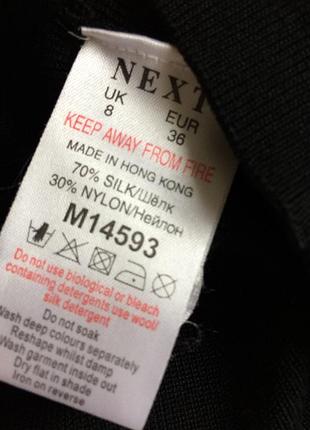 NEXT
UK EUR
8 36
KEEP AWAY FROM FIRE
MADE IN HONG KONG
70% SILK/Шёлк
30% NYLON/Нейлон
M14593
Do not use biological or bleach
containing detergents use wool/
silk detergent
Do not soak
Wash deep colours separately
Reshape whilst damp
Wash garment inside out
Dry flat in shade
Iron on reverse